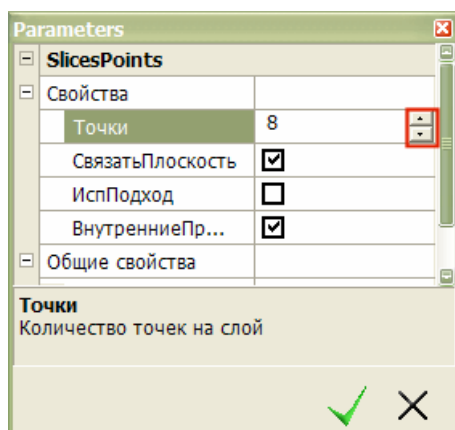 Parameters
SlicesPoints
Свойства
Точки 8
СвязатьПлоскость
ИспПодход
ВнутренниеПр...
Общие свойства
Точки
Количество точек на слой